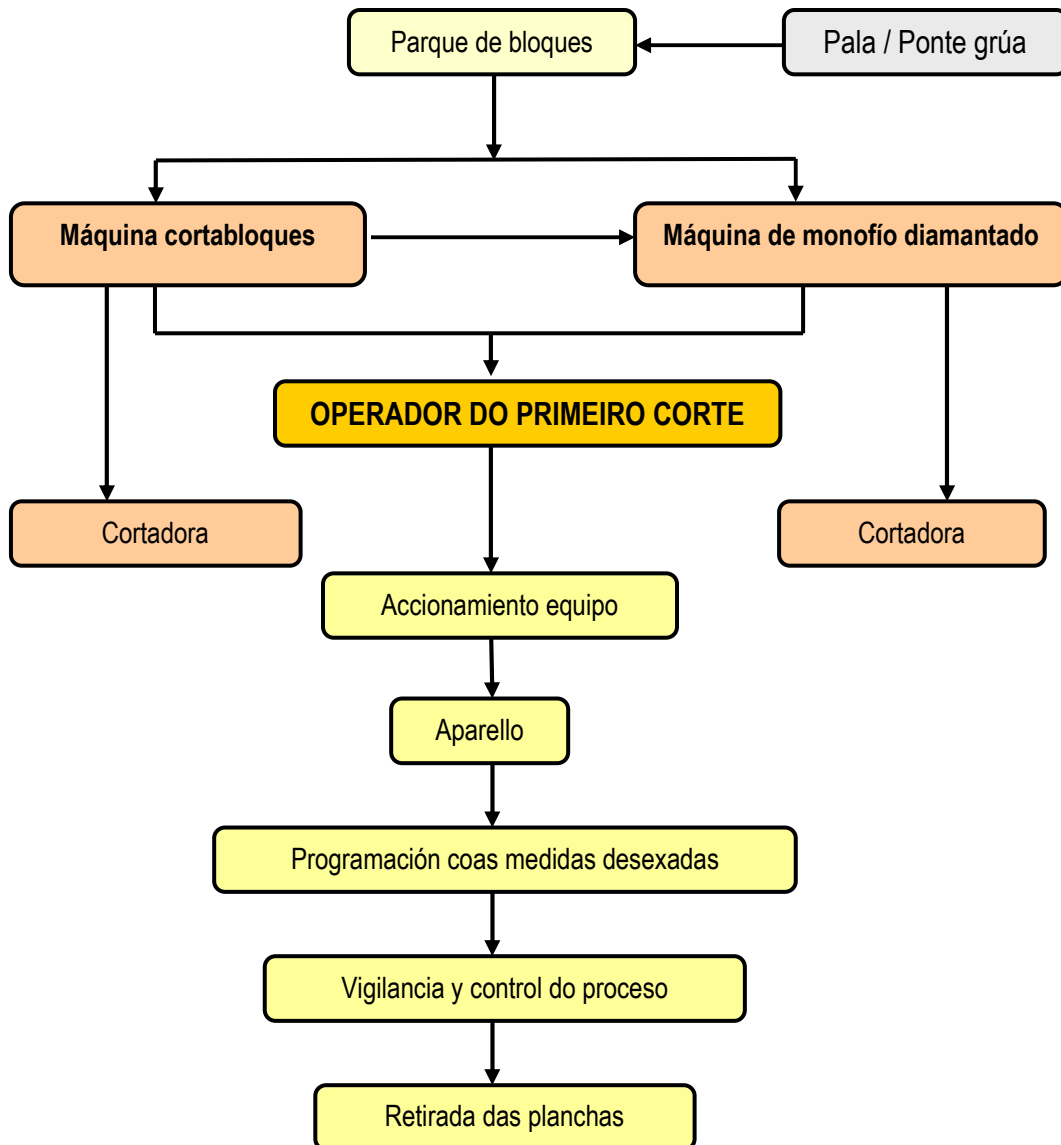 Parque de bloques
Pala / Ponte grúa
Máquina cortabloques
Máquina de monofío diamantado
OPERADOR DO PRIMEIRO CORTE
Cortadora
Cortadora
Accionamiento equipo
Aparello
Programación coas medidas desexadas
Vigilancia y control do proceso
Retirada das planchas